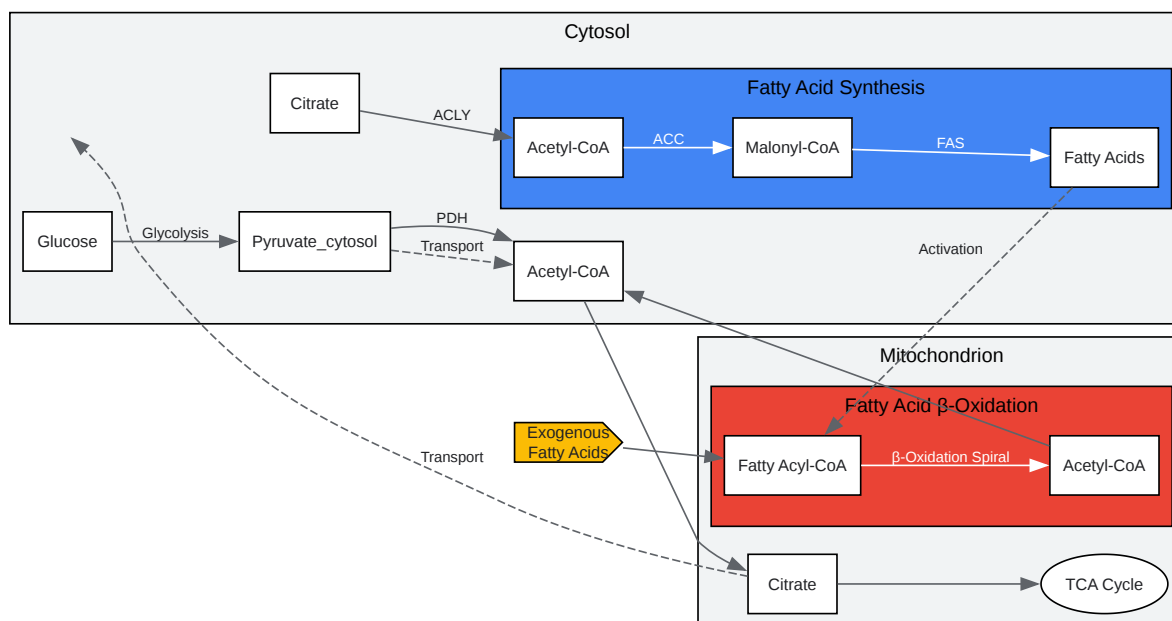 Cytosol
Fatty Acid Synthesis
Citrate
ACLY
Acetyl-CoA
ACC
Malonyl-CoA
FAS
Fatty Acids
Glucose
Glycolysis
Pyruvate_cytosol
PDH
Transport
Acetyl-CoA
Activation
Mitochondrion
Fatty Acid β-Oxidation
Exogenous
Fatty Acids
Transport
Fatty Acyl-CoA
β-Oxidation Spiral
Acetyl-CoA
Citrate
TCA Cycle